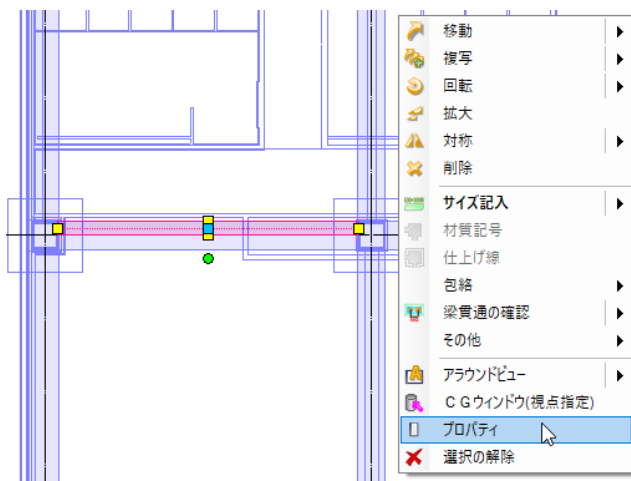 移動
複写
回転
拡大
対称
削除
サイズ記入
材質記号
仕上げ線
包絡
梁貫通の確認
その他
アラウンドビュー
CGウィンドウ(視点指定)
プロパティ
選択の解除